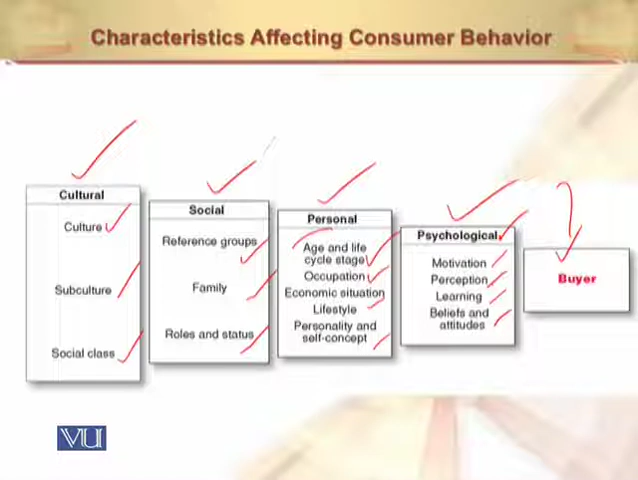 Characteristics Affecting Consumer Behavior
Cultural
Culture
Subculture
Social class
Social
Reference groups
Family
Roles and status
Personal
Age and life
cycle stage
Occupation
Economic situation
Lifestyle
Personality and
self-concept
Psychological
Motivation
Perception
Learning
Beliefs and
attitudes
Buyer
VU